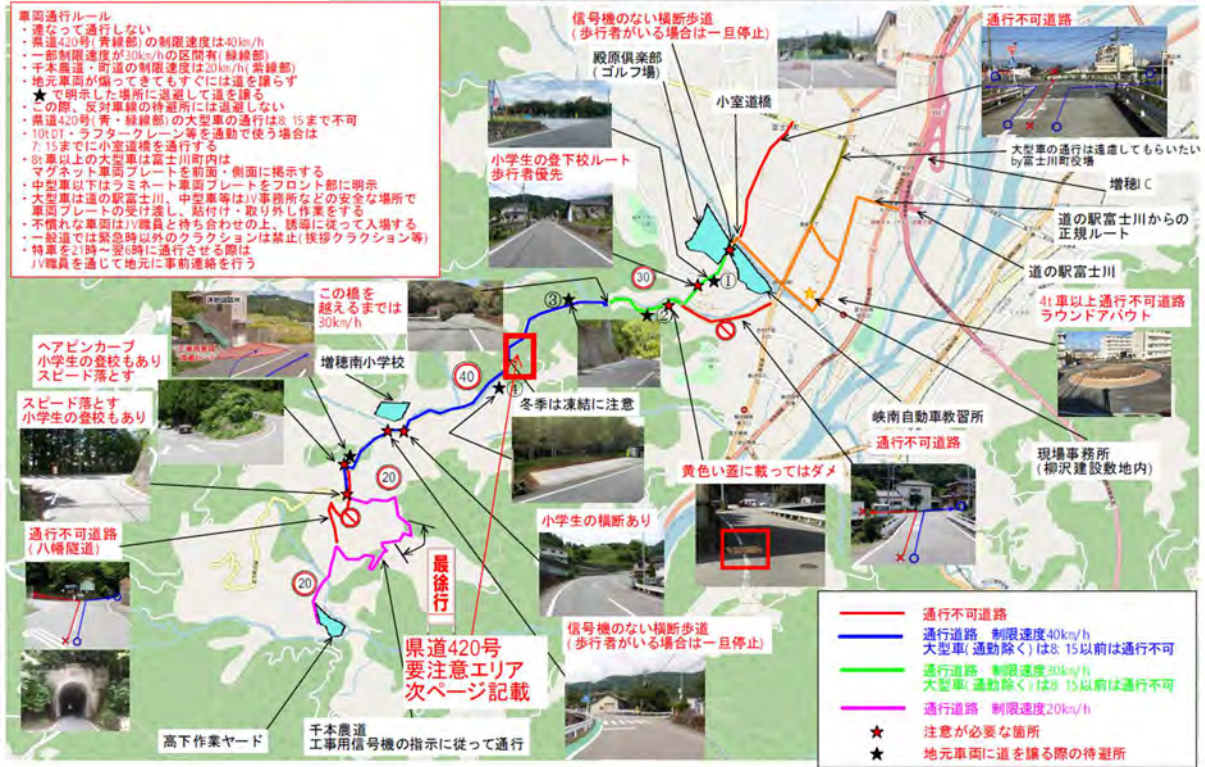 車両通行ルール
・連なって通行しない
・県道420号(青線部)の制限速度は40km/h
・一部制限速度が30km/hの区間有(緑線部)
・千本農道・町道の制限速度は20km/h(紫線部)
・地元車両が煽ってきてもすぐには道を譲らず
★で明示した場所に退避して道を譲る
・この際、反対車線の待避所には退避しない
・県道420号(青・緑線部)の大型車の通行は8:15まで不可
・10tDT・ラフタークレーン等を通勤で使う場合は
7:15までに小室道橋を通行する
・8t車以上の大型車は富士川町内は
マグネット車両プレートを前面・側面に掲示する
・中型車以下はラミネート車両プレートをフロント部に明示
・大型車は道の駅富士川、中型車等はJV事務所などの安全な場所で
車両プレートの受け渡し、貼付け・取り外し作業をする
・不慣れな車両はJV職員と待ち合わせの上、誘導に従って入場する
・一般道では緊急時以外のクラクションは禁止(挨拶クラクション等)
・特車を21時～翌6時に通行させる際は
JV職員を通じて地元に事前連絡を行う
信号機のない横断歩道
(歩行者がいる場合は一旦停止)
殿原倶楽部
(ゴルフ場)
小室道橋
通行不可道路
大型車の通行は遠慮してもらいたい
by富士川町役場
増穂IC
道の駅富士川からの
正規ルート
道の駅富士川
4t車以上通行不可道路
ラウンドアバウト
小学生の登下校ルート
歩行者優先
30
①
②
③
④
この橋を
越えるまでは
30km/h
ヘアピンカーブ
小学生の登校もあり
スピード落とす
増穂南小学校
40
冬季は凍結に注意
スピード落とす
小学生の登校もあり
20
峡南自動車教習所
通行不可道路
現場事務所
(柳沢建設敷地内)
黄色い蓋に載ってはダメ
通行不可道路
(八幡隧道)
小学生の横断あり
20
最徐行
県道420号
要注意エリア
次ページ記載
信号機のない横断歩道
(歩行者がいる場合は一旦停止)
高下作業ヤード
千本農道
工事用信号機の指示に従って通行
通行不可道路
通行道路 制限速度40km/h
大型車(通勤除く)は8:15以前は通行不可
通行道路 制限速度30km/h
大型車(通勤除く)は8:15以前は通行不可
通行道路 制限速度20km/h
★ 注意が必要な箇所
★ 地元車両に道を譲る際の待避所